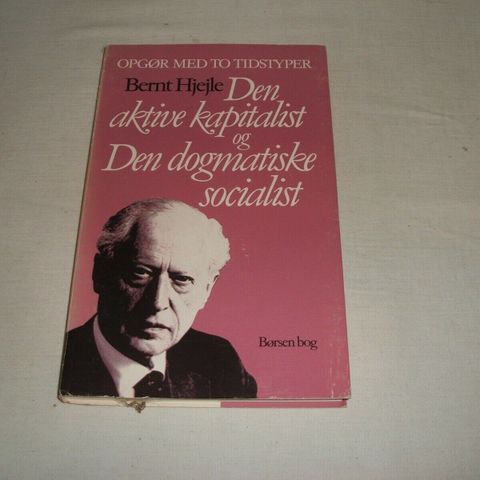 OPGØR MED TO TIDSTYPER
Bernt Hjejle Den
aktive kapitalist
og
Den dogmatiske
socialist
Børsen bog